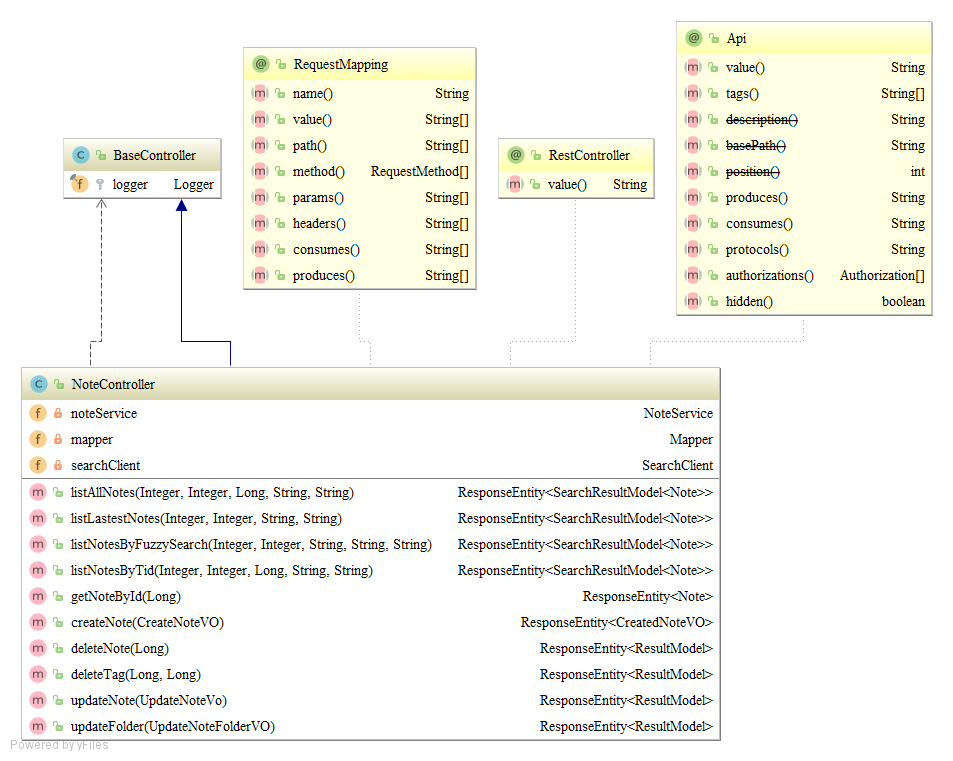 @ Api
m value() String
m tags() String[]
m description() String
m basePath() String
m position() int
m produces() String
m consumes() String
m protocols() String
m authorizations() Authorization[]
m hidden() boolean
@ RequestMapping
m name() String
m value() String[]
m path() String[]
m method() RequestMethod[]
m params() String[]
m headers() String[]
m consumes() String[]
m produces() String[]
C BaseController
f logger Logger
@ RestController
m value() String
C NoteController
f noteService NoteService
f mapper Mapper
f searchClient SearchClient
m listAllNotes(Integer, Integer, Long, String, String) ResponseEntity<SearchResultModel<Note>>
m listLastestNotes(Integer, Integer, String, String) ResponseEntity<SearchResultModel<Note>>
m listNotesByFuzzySearch(Integer, Integer, String, String, String) ResponseEntity<SearchResultModel<Note>>
m listNotesByTid(Integer, Integer, Long, String, String) ResponseEntity<SearchResultModel<Note>>
m getNoteById(Long) ResponseEntity<Note>
m createNote(CreateNoteVO) ResponseEntity<CreatedNoteVO>
m deleteNote(Long) ResponseEntity<ResultModel>
m deleteTag(Long, Long) ResponseEntity<ResultModel>
m updateNote(UpdateNoteVo) ResponseEntity<ResultModel>
m updateFolder(UpdateNoteFolderVO) ResponseEntity<ResultModel>
Powered by yFiles